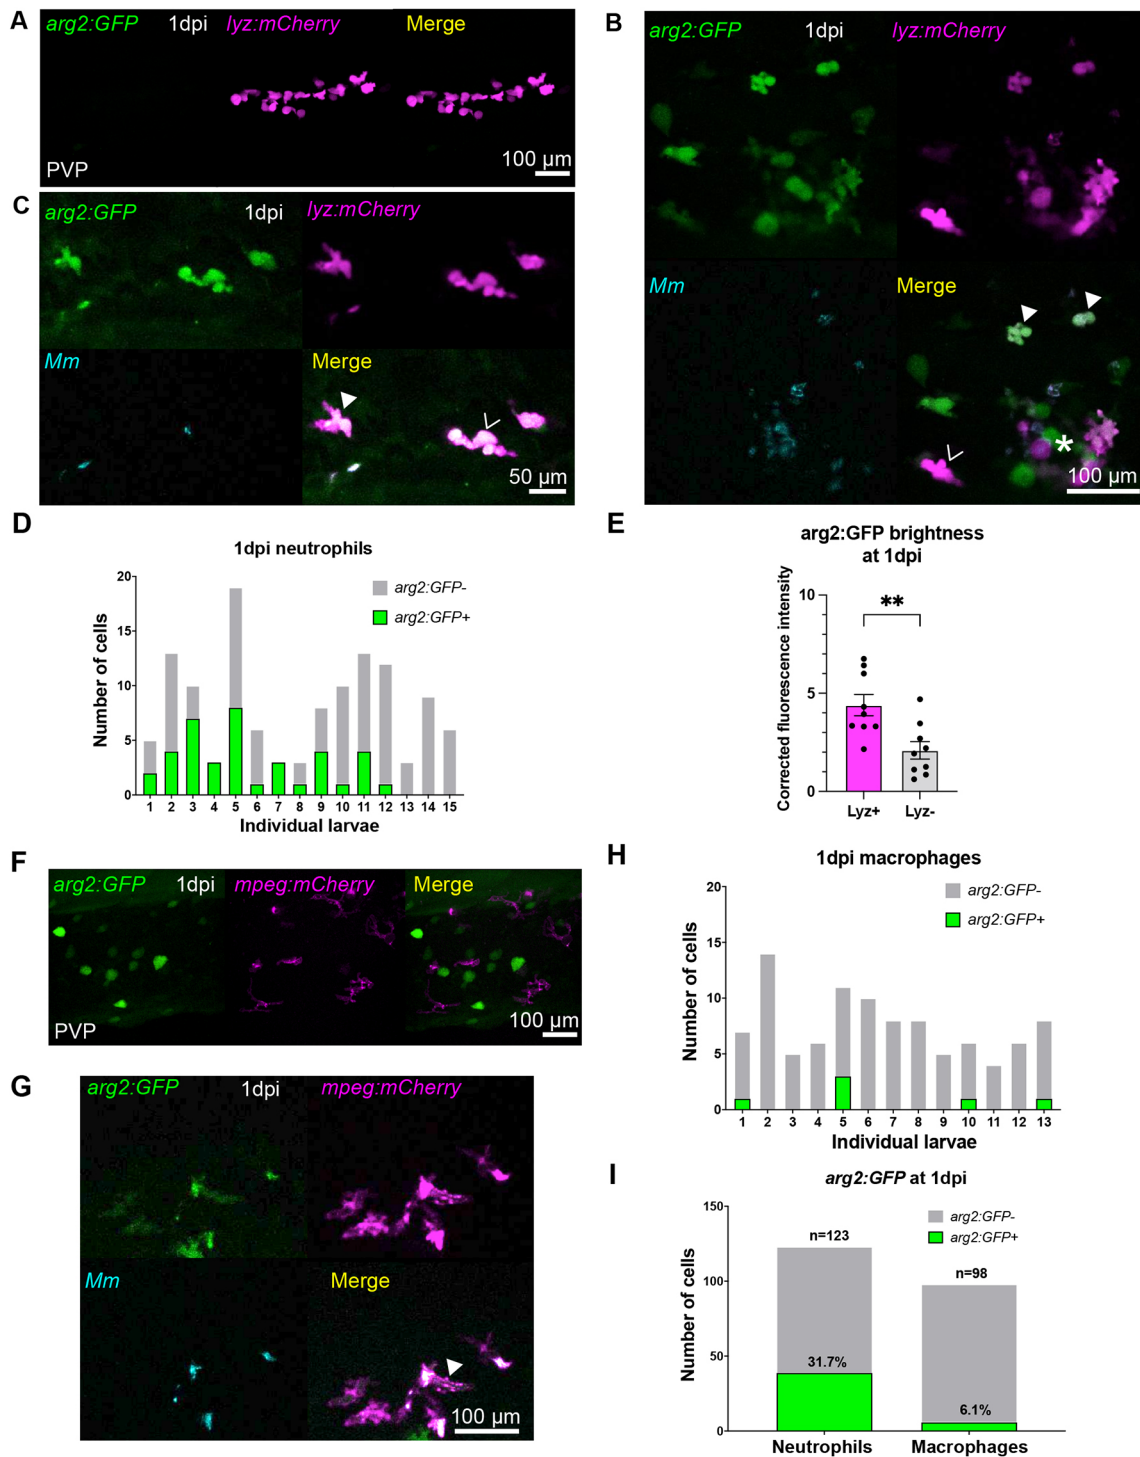 A
arg2:GFP 1dpi lyz:mCherry Merge
PVP
100 µm
B
arg2:GFP 1dpi lyz:mCherry
Mm
Merge
*
100 µm
C
arg2:GFP 1dpi lyz:mCherry
Mm
Merge
50 µm
D
1dpi neutrophils
arg2:GFP-
arg2:GFP+
Number of cells
20
15
10
5
0
1 2 3 4 5 6 7 8 9 10 11 12 13 14 15
Individual larvae
E
arg2:GFP brightness
at 1dpi
Corrected fluorescence intensity
**
10
5
0
Lyz+ Lyz-
F
arg2:GFP 1dpi mpeg:mCherry Merge
PVP
100 µm
G
arg2:GFP 1dpi mpeg:mCherry
Mm
Merge
100 µm
H
1dpi macrophages
arg2:GFP-
arg2:GFP+
Number of cells
20
15
10
5
0
1 2 3 4 5 6 7 8 9 10 11 12 13
Individual larvae
I
arg2:GFP at 1dpi
arg2:GFP-
arg2:GFP+
Number of cells
150
100
50
0
n=123
n=98
31.7%
6.1%
Neutrophils Macrophages